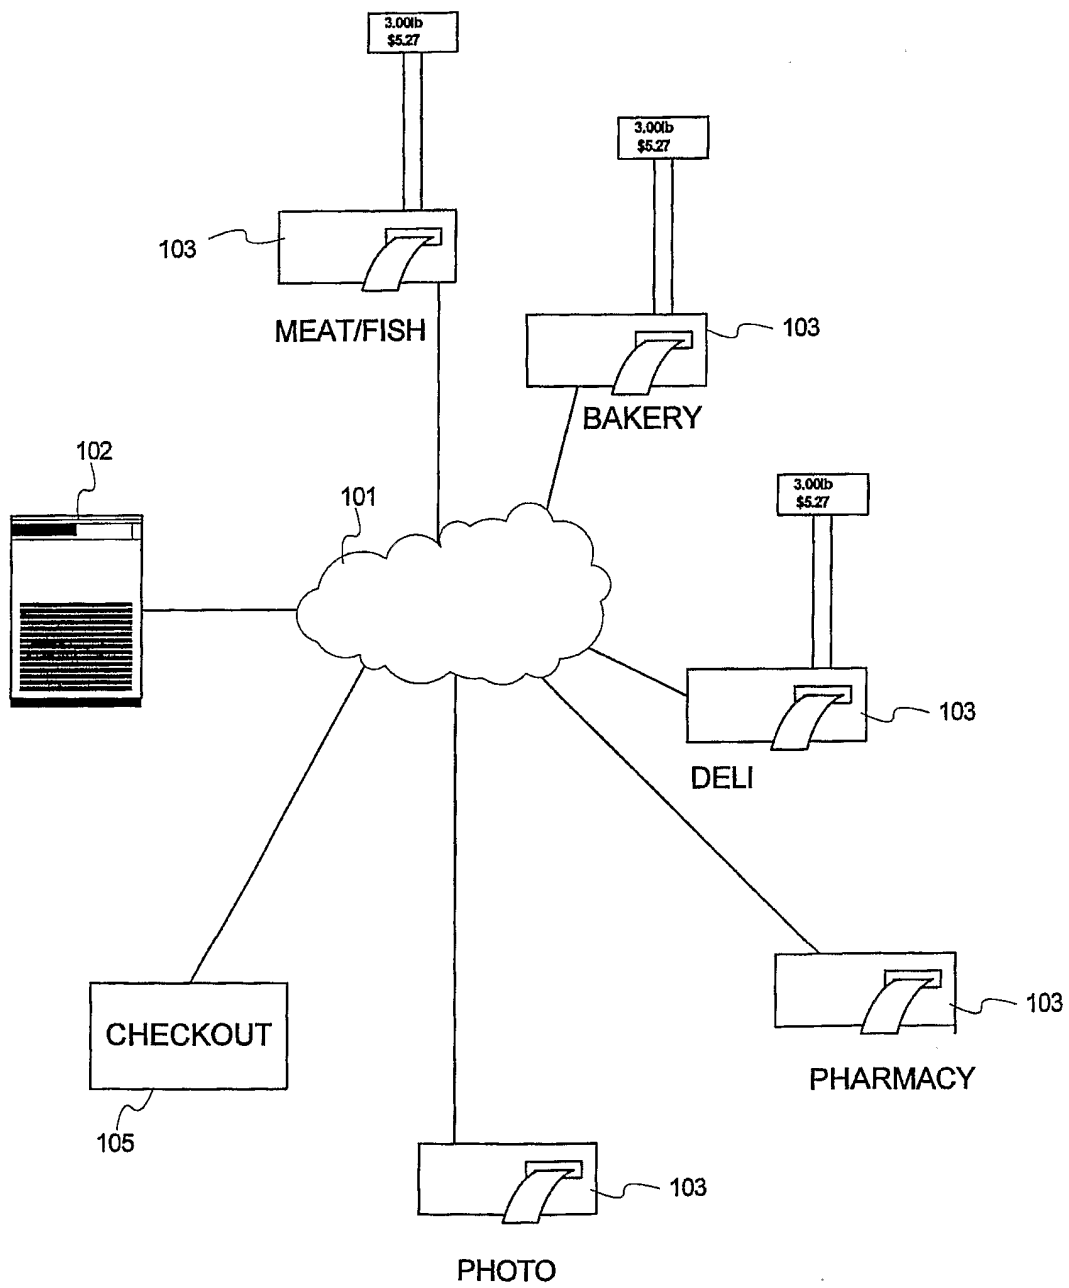 3.00lb
$5.27
103
MEAT/FISH
3.00lb
$5.27
103
BAKERY
102
101
3.00lb
$5.27
103
DELI
CHECKOUT
105
103
PHARMACY
103
PHOTO